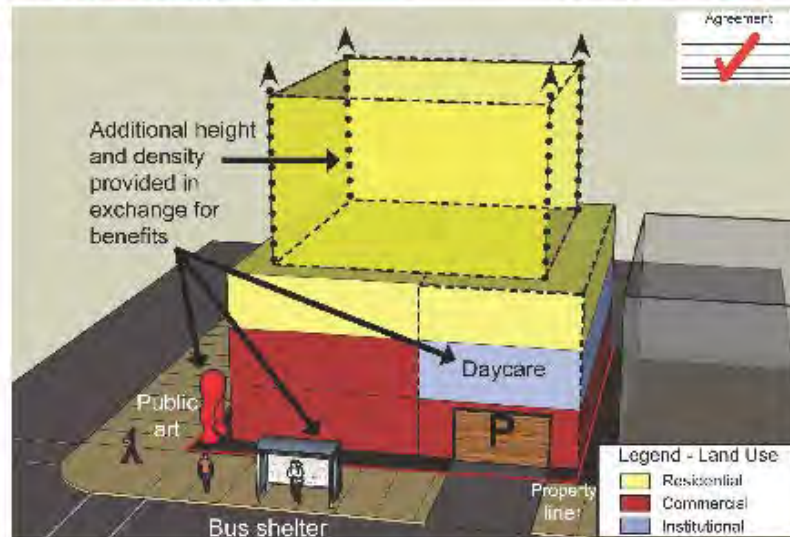 Agreement
Additional height
and density
provided in
exchange for
benefits
Daycare
Public
art
P
Bus shelter
Property
line
Legend - Land Use
Residential
Commercial
Institutional